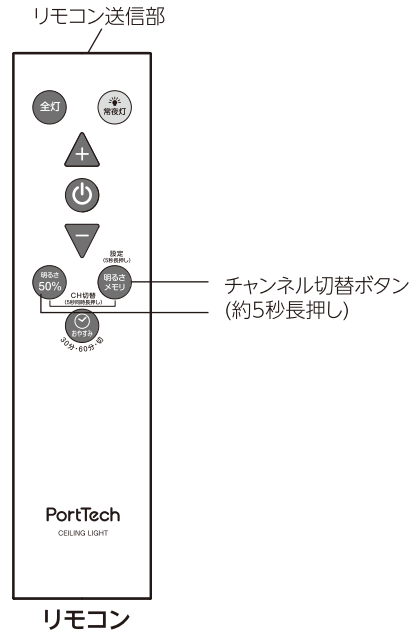 リモコン送信部
全灯
常夜灯
+
−
設定
(5秒長押し)
明るさ
50%
明るさ
メモリ
CH切替
(5秒同時長押し)
チャンネル切替ボタン
(約5秒長押し)
おやすみ
30分・60分・切
PortTech
CEILING LIGHT
リモコン